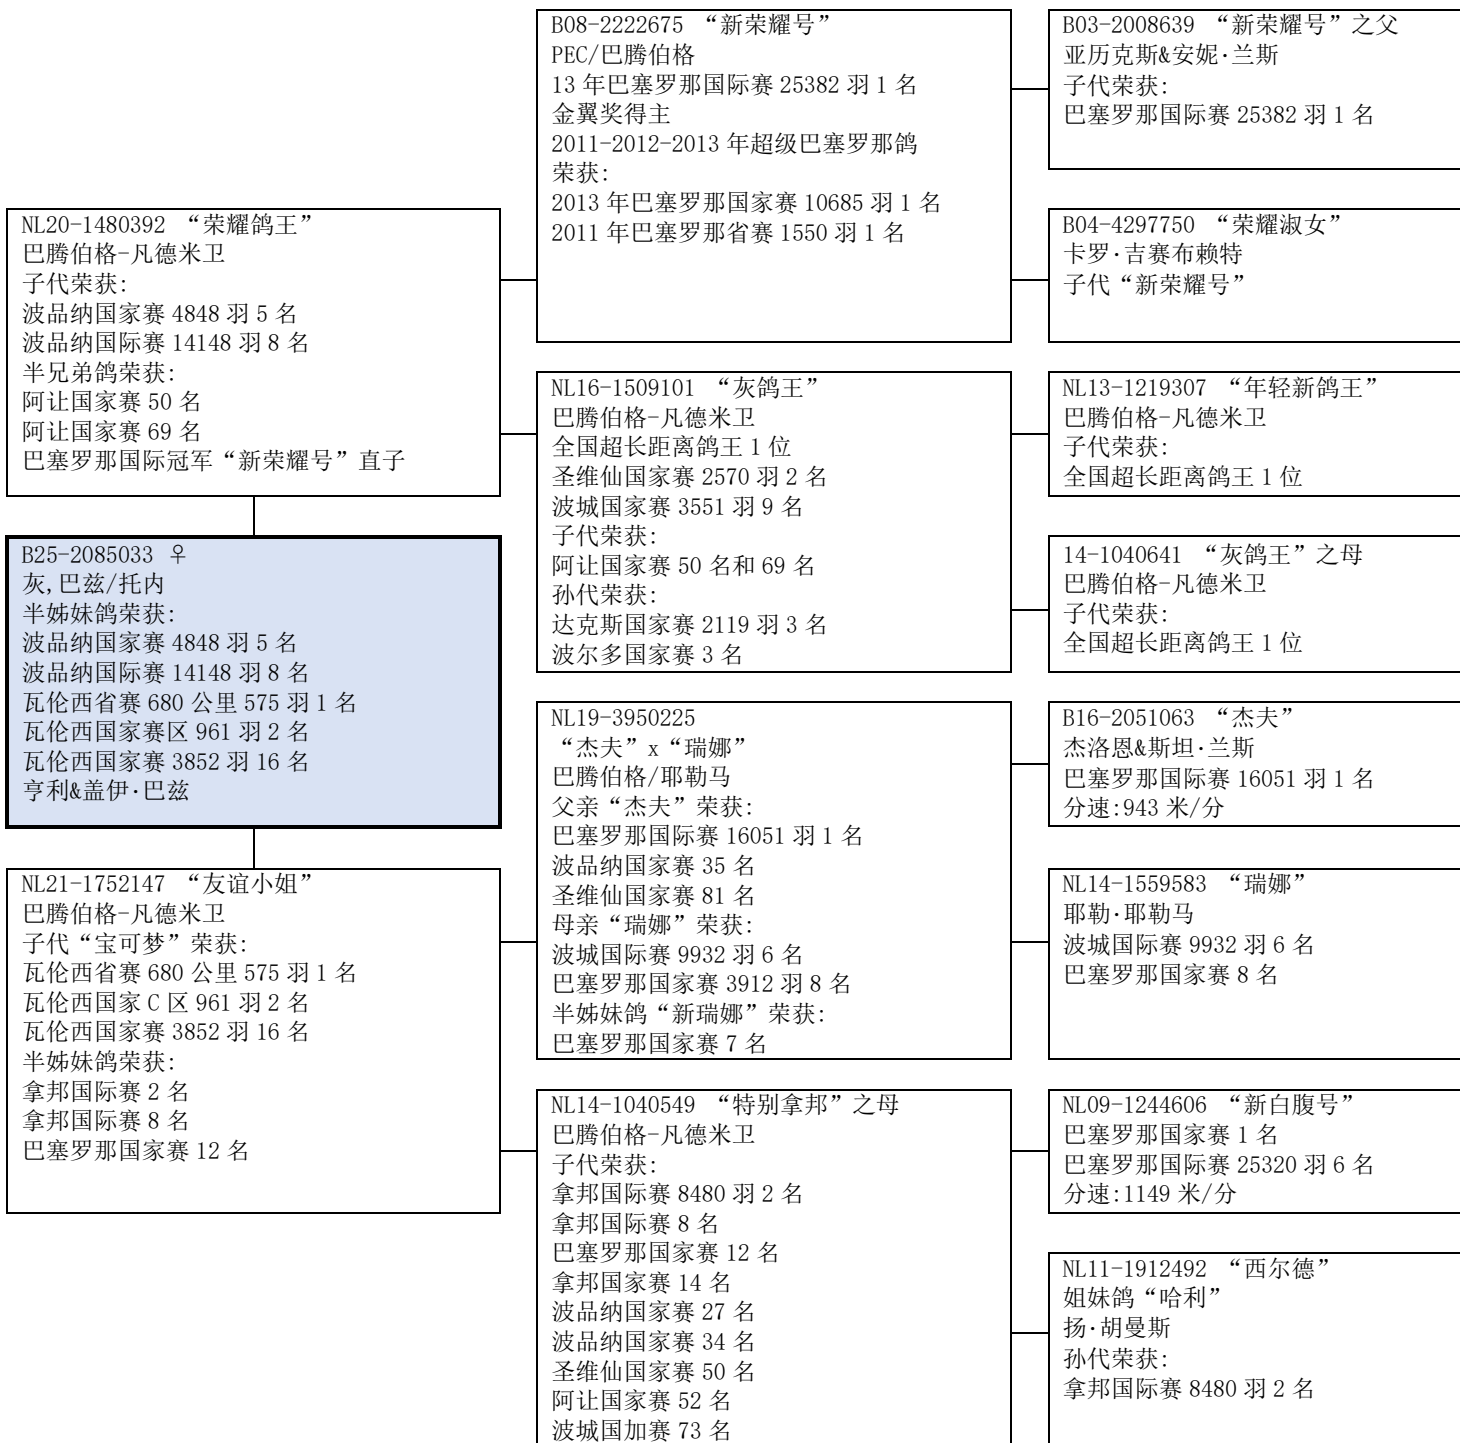 B08-2222675 “新荣耀号”
PEC/巴腾伯格
13 年巴塞罗那国际赛 25382 羽 1 名
金翼奖得主
2011-2012-2013 年超级巴塞罗那鸽
荣获:
2013 年巴塞罗那国家赛 10685 羽 1 名
2011 年巴塞罗那省赛 1550 羽 1 名
B03-2008639 “新荣耀号”之父
亚历克斯&安妮·兰斯
子代荣获:
巴塞罗那国际赛 25382 羽 1 名
NL20-1480392 “荣耀鸽王”
巴腾伯格-凡德米卫
子代荣获:
波品纳国家赛 4848 羽 5 名
波品纳国际赛 14148 羽 8 名
半兄弟鸽荣获:
阿让国家赛 50 名
阿让国家赛 69 名
巴塞罗那国际冠军“新荣耀号”直子
B04-4297750 “荣耀淑女”
卡罗·吉赛布赖特
子代“新荣耀号”
NL16-1509101 “灰鸽王”
巴腾伯格-凡德米卫
全国超长距离鸽王 1 位
圣维仙国家赛 2570 羽 2 名
波城国家赛 3551 羽 9 名
子代荣获:
阿让国家赛 50 名和 69 名
孙代荣获:
达克斯国家赛 2119 羽 3 名
波尔多国家赛 3 名
NL13-1219307 “年轻新鸽王”
巴腾伯格-凡德米卫
子代荣获:
全国超长距离鸽王 1 位
B25-2085033 ♀
灰,巴兹/托内
半姊妹鸽荣获:
波品纳国家赛 4848 羽 5 名
波品纳国际赛 14148 羽 8 名
瓦伦西省赛 680 公里 575 羽 1 名
瓦伦西国家赛区 961 羽 2 名
瓦伦西国家赛 3852 羽 16 名
亨利&盖伊·巴兹
14-1040641 “灰鸽王”之母
巴腾伯格-凡德米卫
子代荣获:
全国超长距离鸽王 1 位
NL19-3950225
“杰夫”x“瑞娜”
巴腾伯格/耶勒马
父亲“杰夫”荣获:
巴塞罗那国际赛 16051 羽 1 名
波品纳国家赛 35 名
圣维仙国家赛 81 名
母亲“瑞娜”荣获:
波城国际赛 9932 羽 6 名
巴塞罗那国家赛 3912 羽 8 名
半姊妹鸽“新瑞娜”荣获:
巴塞罗那国家赛 7 名
B16-2051063 “杰夫”
杰洛恩&斯坦·兰斯
巴塞罗那国际赛 16051 羽 1 名
分速:943 米/分
NL21-1752147 “友谊小姐”
巴腾伯格-凡德米卫
子代“宝可梦”荣获:
瓦伦西省赛 680 公里 575 羽 1 名
瓦伦西国家 C 区 961 羽 2 名
瓦伦西国家赛 3852 羽 16 名
半姊妹鸽荣获:
拿邦国际赛 2 名
拿邦国际赛 8 名
巴塞罗那国家赛 12 名
NL14-1559583 “瑞娜”
耶勒·耶勒马
波城国际赛 9932 羽 6 名
巴塞罗那国家赛 8 名
NL14-1040549 “特别拿邦”之母
巴腾伯格-凡德米卫
子代荣获:
拿邦国际赛 8480 羽 2 名
拿邦国际赛 8 名
巴塞罗那国家赛 12 名
拿邦国家赛 14 名
波品纳国家赛 27 名
波品纳国家赛 34 名
圣维仙国家赛 50 名
阿让国家赛 52 名
波城国加赛 73 名
NL09-1244606 “新白腹号”
巴塞罗那国家赛 1 名
巴塞罗那国际赛 25320 羽 6 名
分速:1149 米/分
NL11-1912492 “西尔德”
姐妹鸽“哈利”
扬·胡曼斯
孙代荣获:
拿邦国际赛 8480 羽 2 名